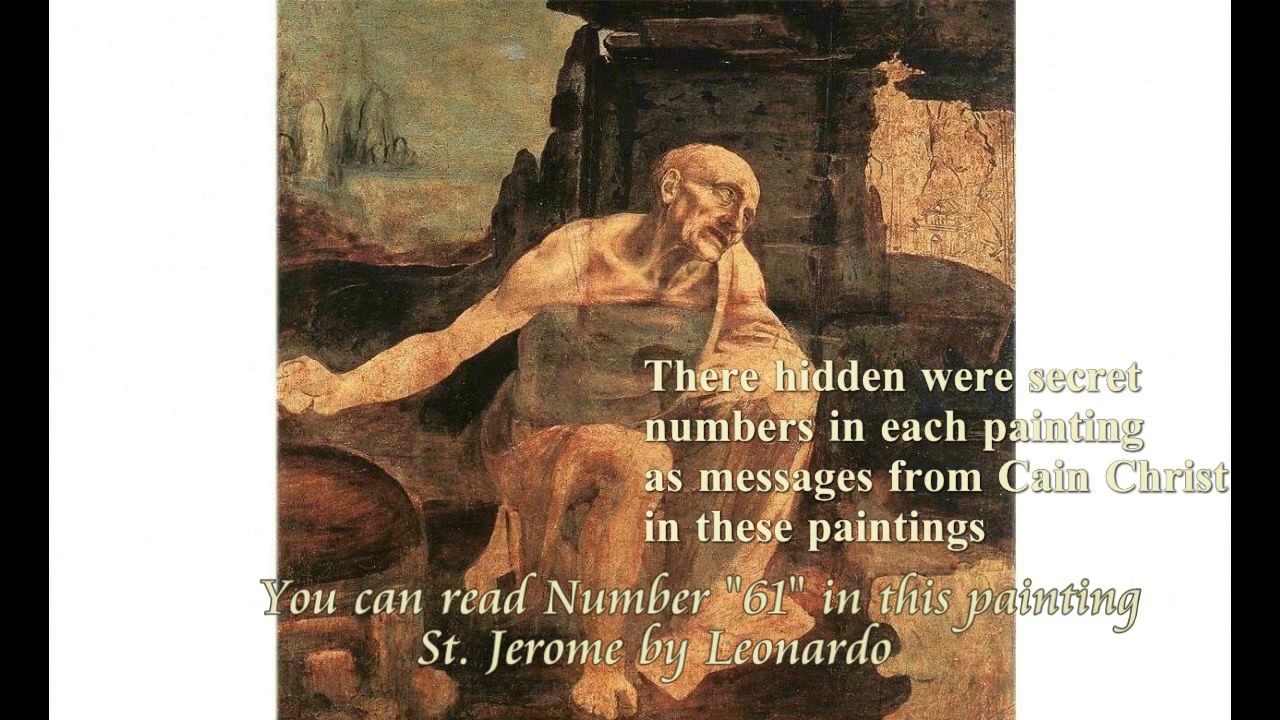 There hidden were secret
numbers in each painting
as messages from Cain Christ
in these paintings
You can read Number "61" in this painting
St. Jerome by Leonardo